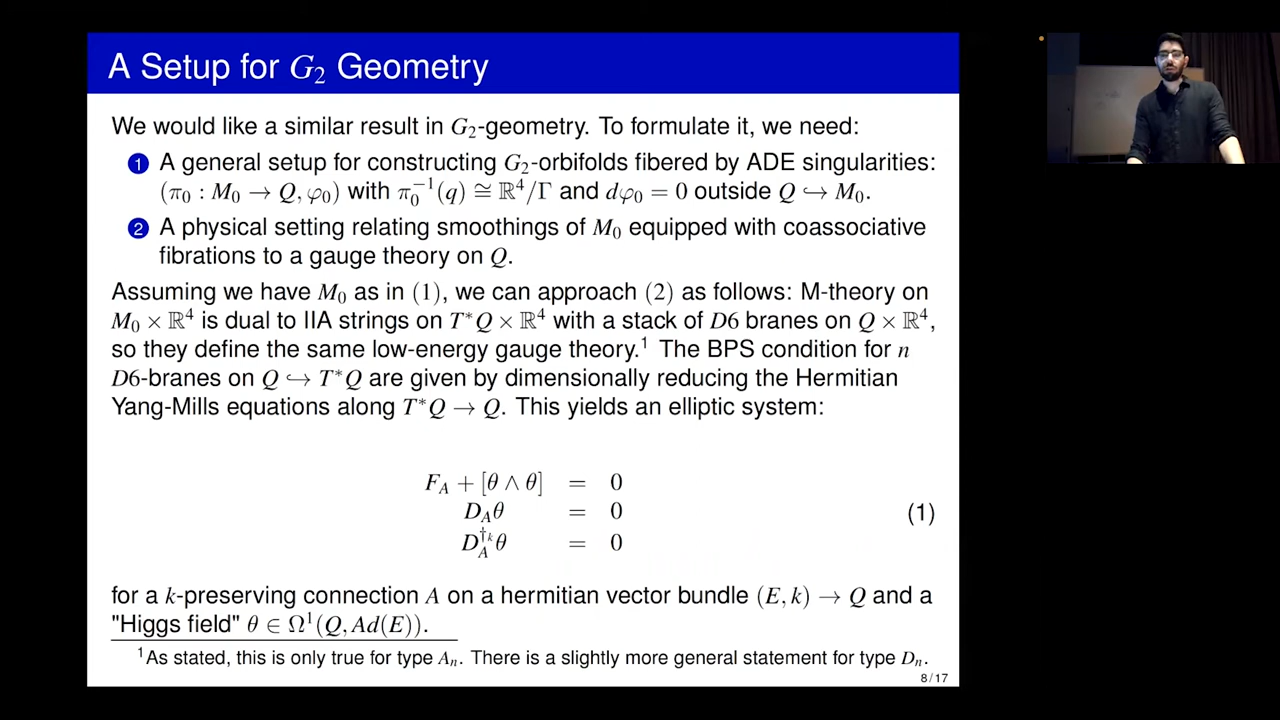 A Setup for G₂ Geometry
We would like a similar result in G₂-geometry. To formulate it, we need:
1 A general setup for constructing G₂-orbifolds fibered by ADE singularities:
(π₀ : M₀ → Q, φ₀) with π₀⁻¹(q) ≅ ℝ⁴/Γ and dφ₀ = 0 outside Q ↪ M₀.
2 A physical setting relating smoothings of M₀ equipped with coassociative
fibrations to a gauge theory on Q.
Assuming we have M₀ as in (1), we can approach (2) as follows: M-theory on
M₀ × ℝ⁴ is dual to IIA strings on T*Q × ℝ⁴ with a stack of D6 branes on Q × ℝ⁴,
so they define the same low-energy gauge theory.¹ The BPS condition for n
D6-branes on Q ↪ T*Q are given by dimensionally reducing the Hermitian
Yang-Mills equations along T*Q → Q. This yields an elliptic system:
F_A + [θ ∧ θ] = 0
D_Aθ = 0 (1)
D_A^{†ₖ}θ = 0
for a k-preserving connection A on a hermitian vector bundle (E, k) → Q and a
"Higgs field" θ ∈ Ω¹(Q, Ad(E)).
¹As stated, this is only true for type Aₙ. There is a slightly more general statement for type Dₙ.
8 / 17